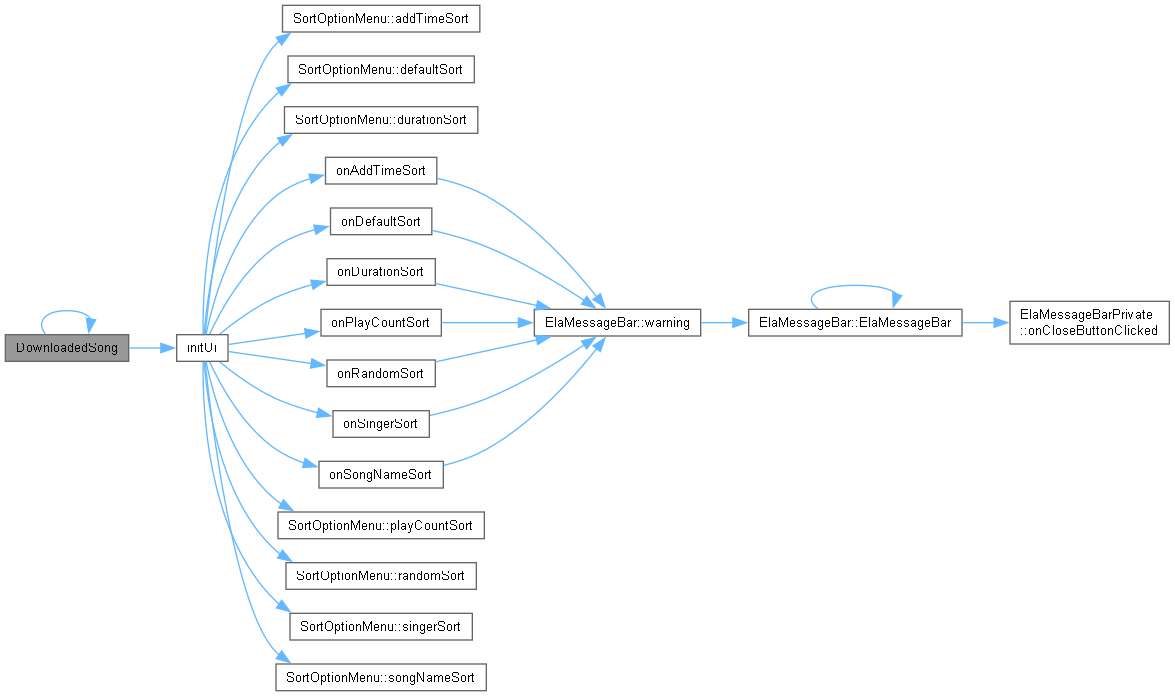 SortOptionMenu::addTimeSort
SortOptionMenu::defaultSort
SortOptionMenu::durationSort
onAddTimeSort
onDefaultSort
onDurationSort
onPlayCountSort
ElaMessageBar::warning
ElaMessageBar::ElaMessageBar
ElaMessageBarPrivate
::onCloseButtonClicked
DownloadedSong
initUi
onRandomSort
onSingerSort
onSongNameSort
SortOptionMenu::playCountSort
SortOptionMenu::randomSort
SortOptionMenu::singerSort
SortOptionMenu::songNameSort